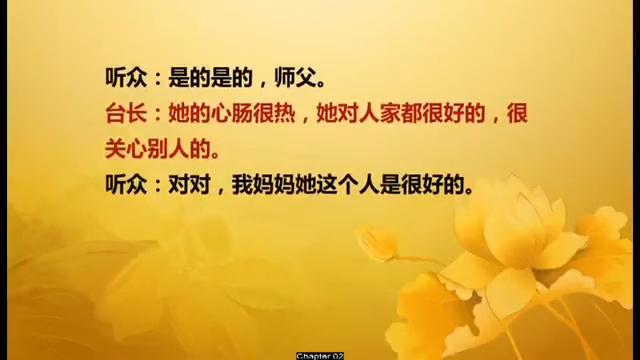 听众：是的是的，师父。
台长：她的心肠很热，她对人家都很好的，很
关心别人的。
听众：对对，我妈妈她这个人是很好的。
Chapter 02